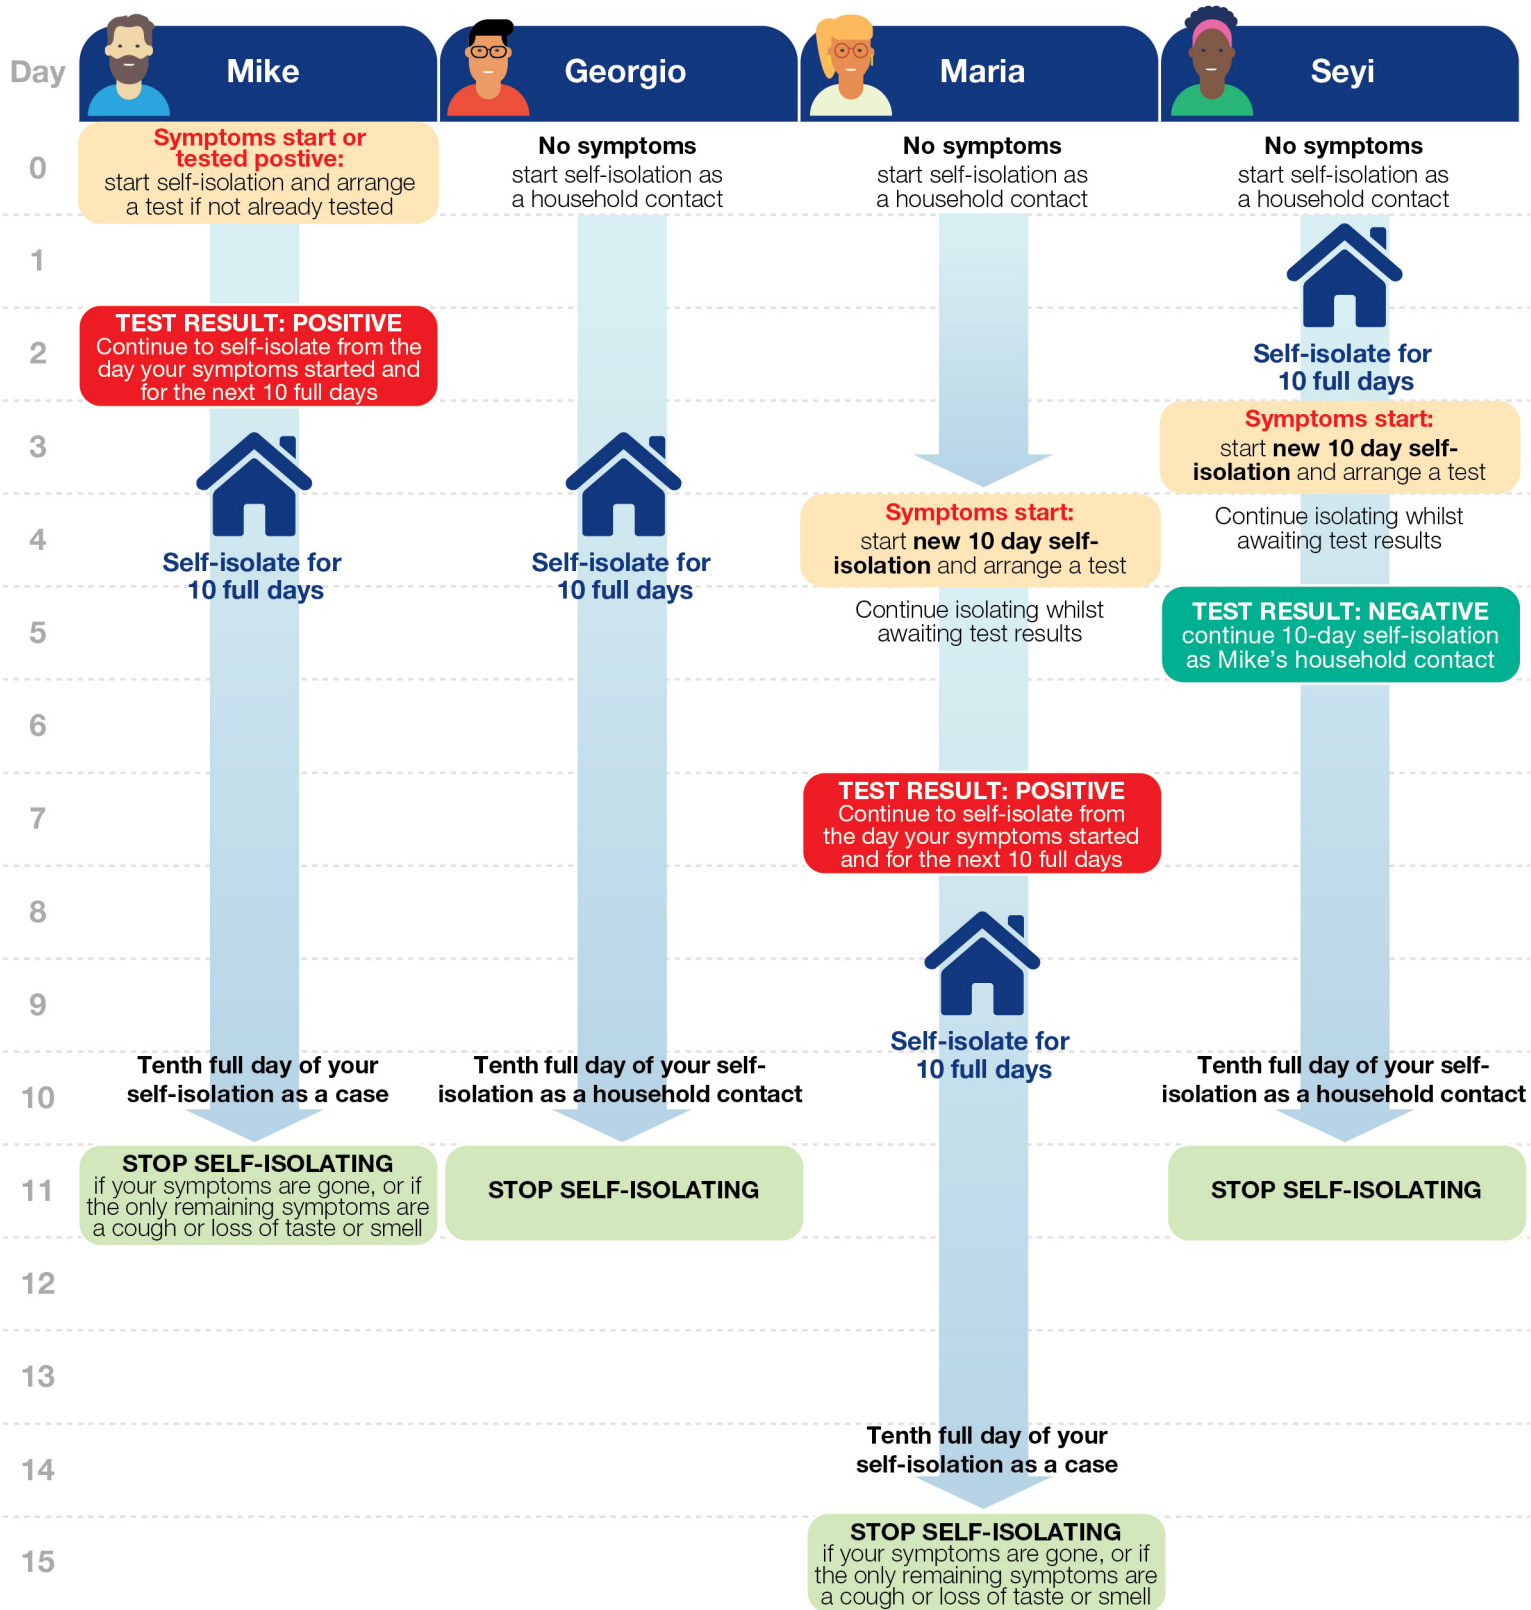 Day
Mike
Georgio
Maria
Seyi
0
Symptoms start or
tested postive:
start self-isolation and arrange
a test if not already tested
No symptoms
start self-isolation as
a household contact
No symptoms
start self-isolation as
a household contact
No symptoms
start self-isolation as
a household contact
1
2
TEST RESULT: POSITIVE
Continue to self-isolate from the
day your symptoms started and
for the next 10 full days
Self-isolate for
10 full days
3
Symptoms start:
start new 10 day self-
isolation and arrange a test
4
Self-isolate for
10 full days
Self-isolate for
10 full days
Symptoms start:
start new 10 day self-
isolation and arrange a test
Continue isolating whilst
awaiting test results
5
Continue isolating whilst
awaiting test results
TEST RESULT: NEGATIVE
continue 10-day self-isolation
as Mike's household contact
6
7
TEST RESULT: POSITIVE
Continue to self-isolate from
the day your symptoms started
and for the next 10 full days
8
9
10
Tenth full day of your
self-isolation as a case
Tenth full day of your self-
isolation as a household contact
Self-isolate for
10 full days
Tenth full day of your self-
isolation as a household contact
11
STOP SELF-ISOLATING
if your symptoms are gone, or if
the only remaining symptoms are
a cough or loss of taste or smell
STOP SELF-ISOLATING
STOP SELF-ISOLATING
12
13
14
Tenth full day of your
self-isolation as a case
15
STOP SELF-ISOLATING
if your symptoms are gone, or if
the only remaining symptoms are
a cough or loss of taste or smell